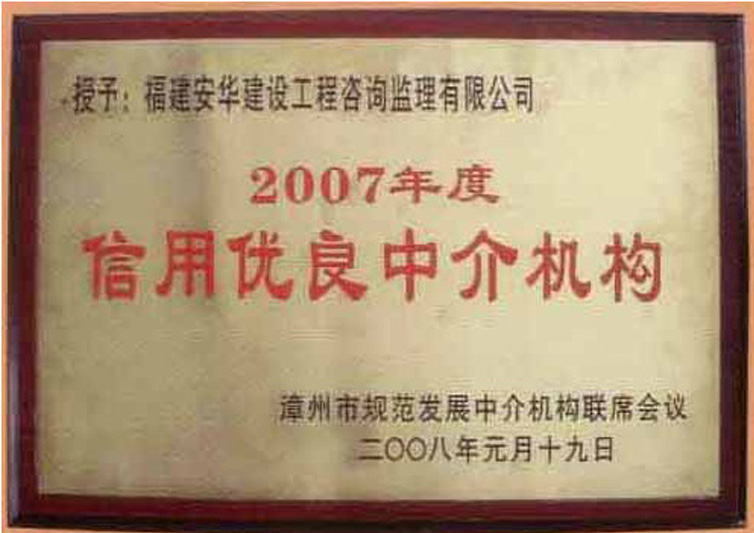 授予：福建安华建设工程咨询监理有限公司
2007年度
信用优良中介机构
漳州市规范发展中介机构联席会议
二〇〇八年元月十九日